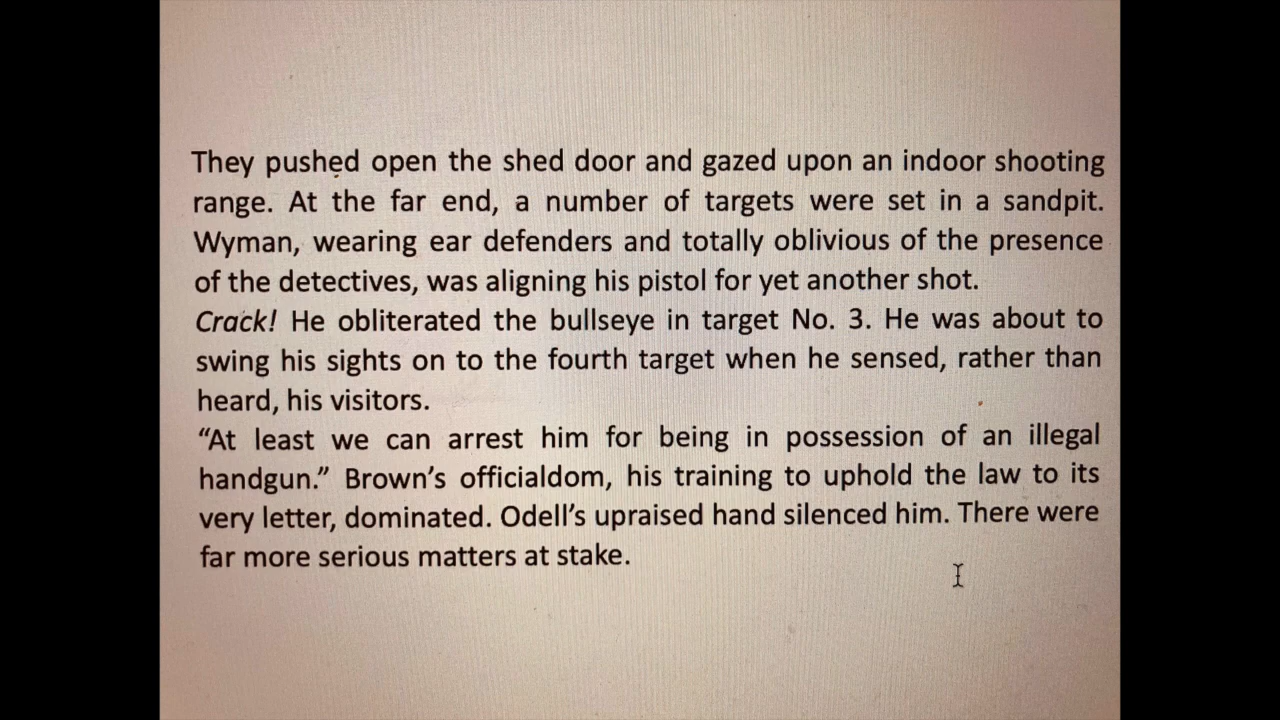 They pushed open the shed door and gazed upon an indoor shooting
range. At the far end, a number of targets were set in a sandpit.
Wyman, wearing ear defenders and totally oblivious of the presence
of the detectives, was aligning his pistol for yet another shot.
Crack! He obliterated the bullseye in target No. 3. He was about to
swing his sights on to the fourth target when he sensed, rather than
heard, his visitors.
“At least we can arrest him for being in possession of an illegal
handgun.” Brown’s officialdom, his training to uphold the law to its
very letter, dominated. Odell’s upraised hand silenced him. There were
far more serious matters at stake.